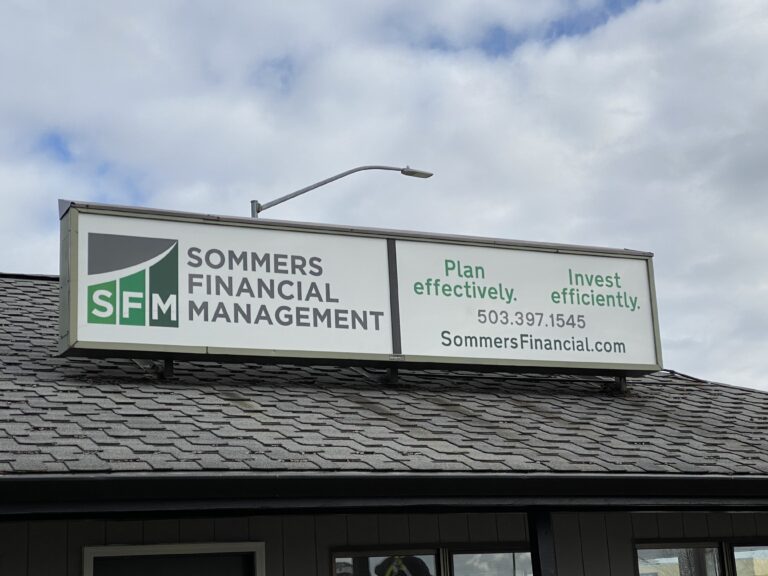 SFM
SOMMERS
FINANCIAL
MANAGEMENT
Plan
effectively.
Invest
efficiently.
503.397.1545
SommersFinancial.com